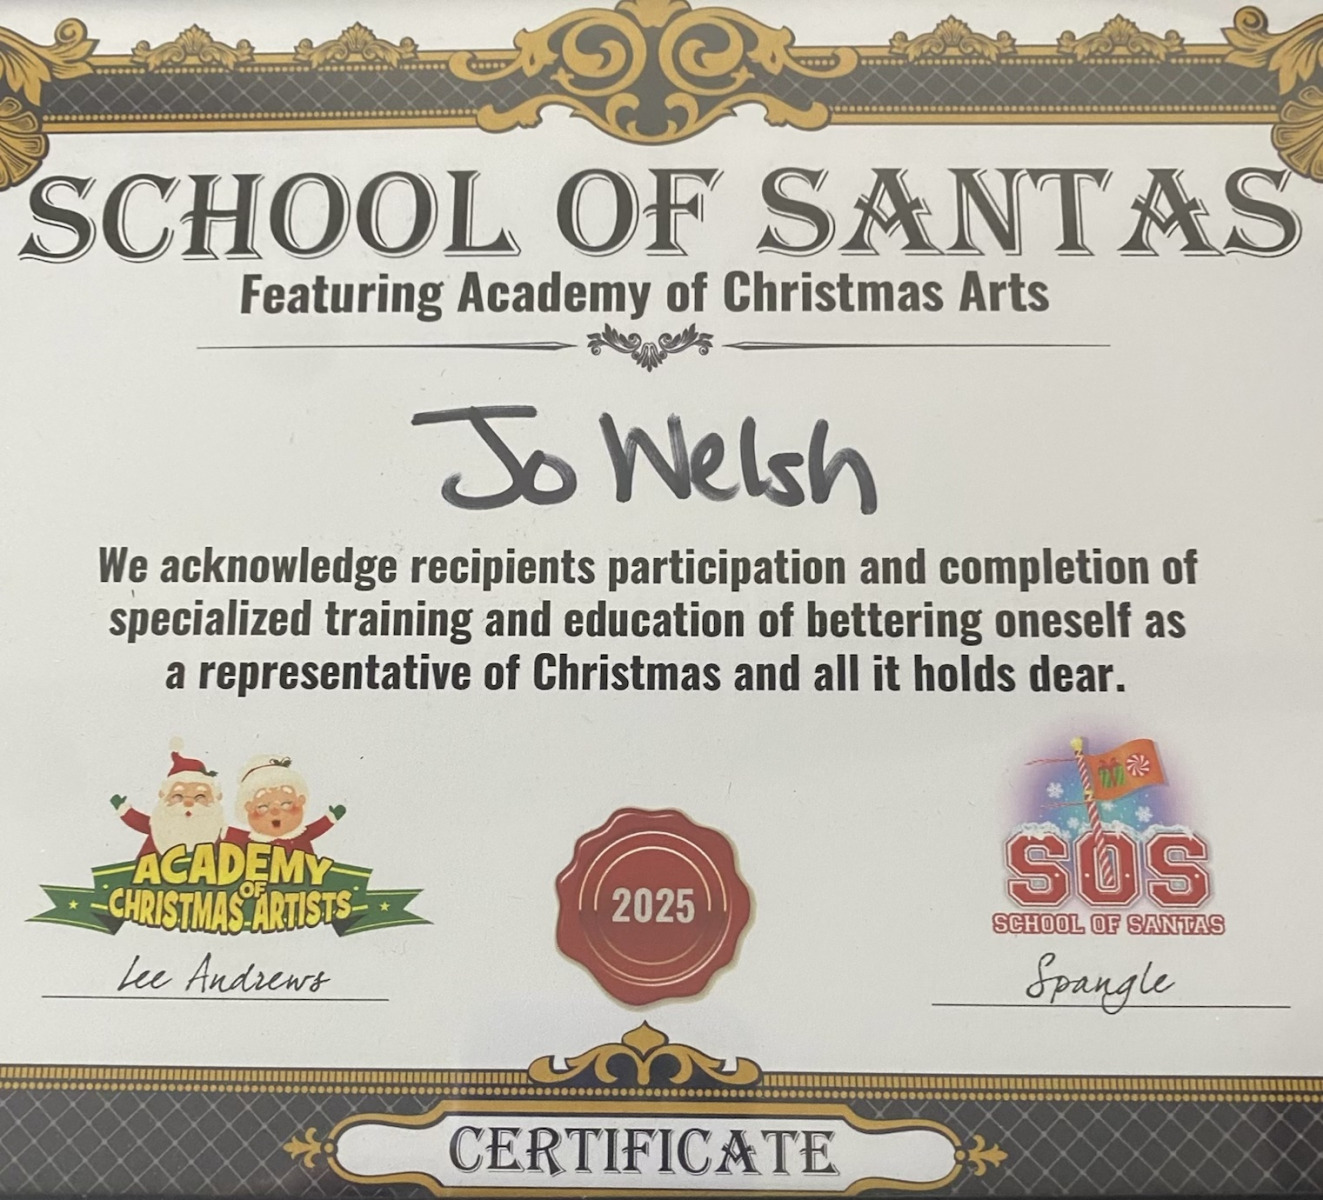 SCHOOL OF SANTAS
Featuring Academy of Christmas Arts
Jo Welsh
We acknowledge recipients participation and completion of
specialized training and education of bettering oneself as
a representative of Christmas and all it holds dear.
ACADEMY
OF
CHRISTMAS ARTISTS
Lee Andrews
2025
SOS
SCHOOL OF SANTAS
Spangle
CERTIFICATE